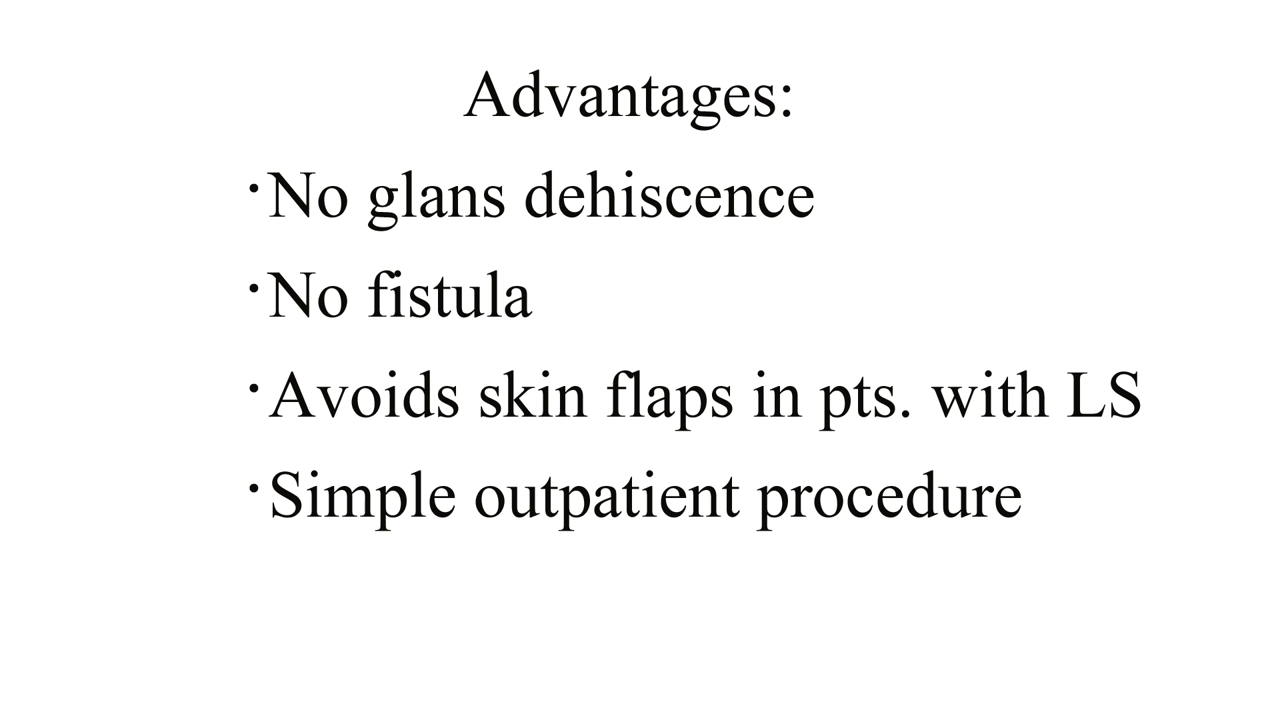 Advantages:
·No glans dehiscence
·No fistula
·Avoids skin flaps in pts. with LS
·Simple outpatient procedure